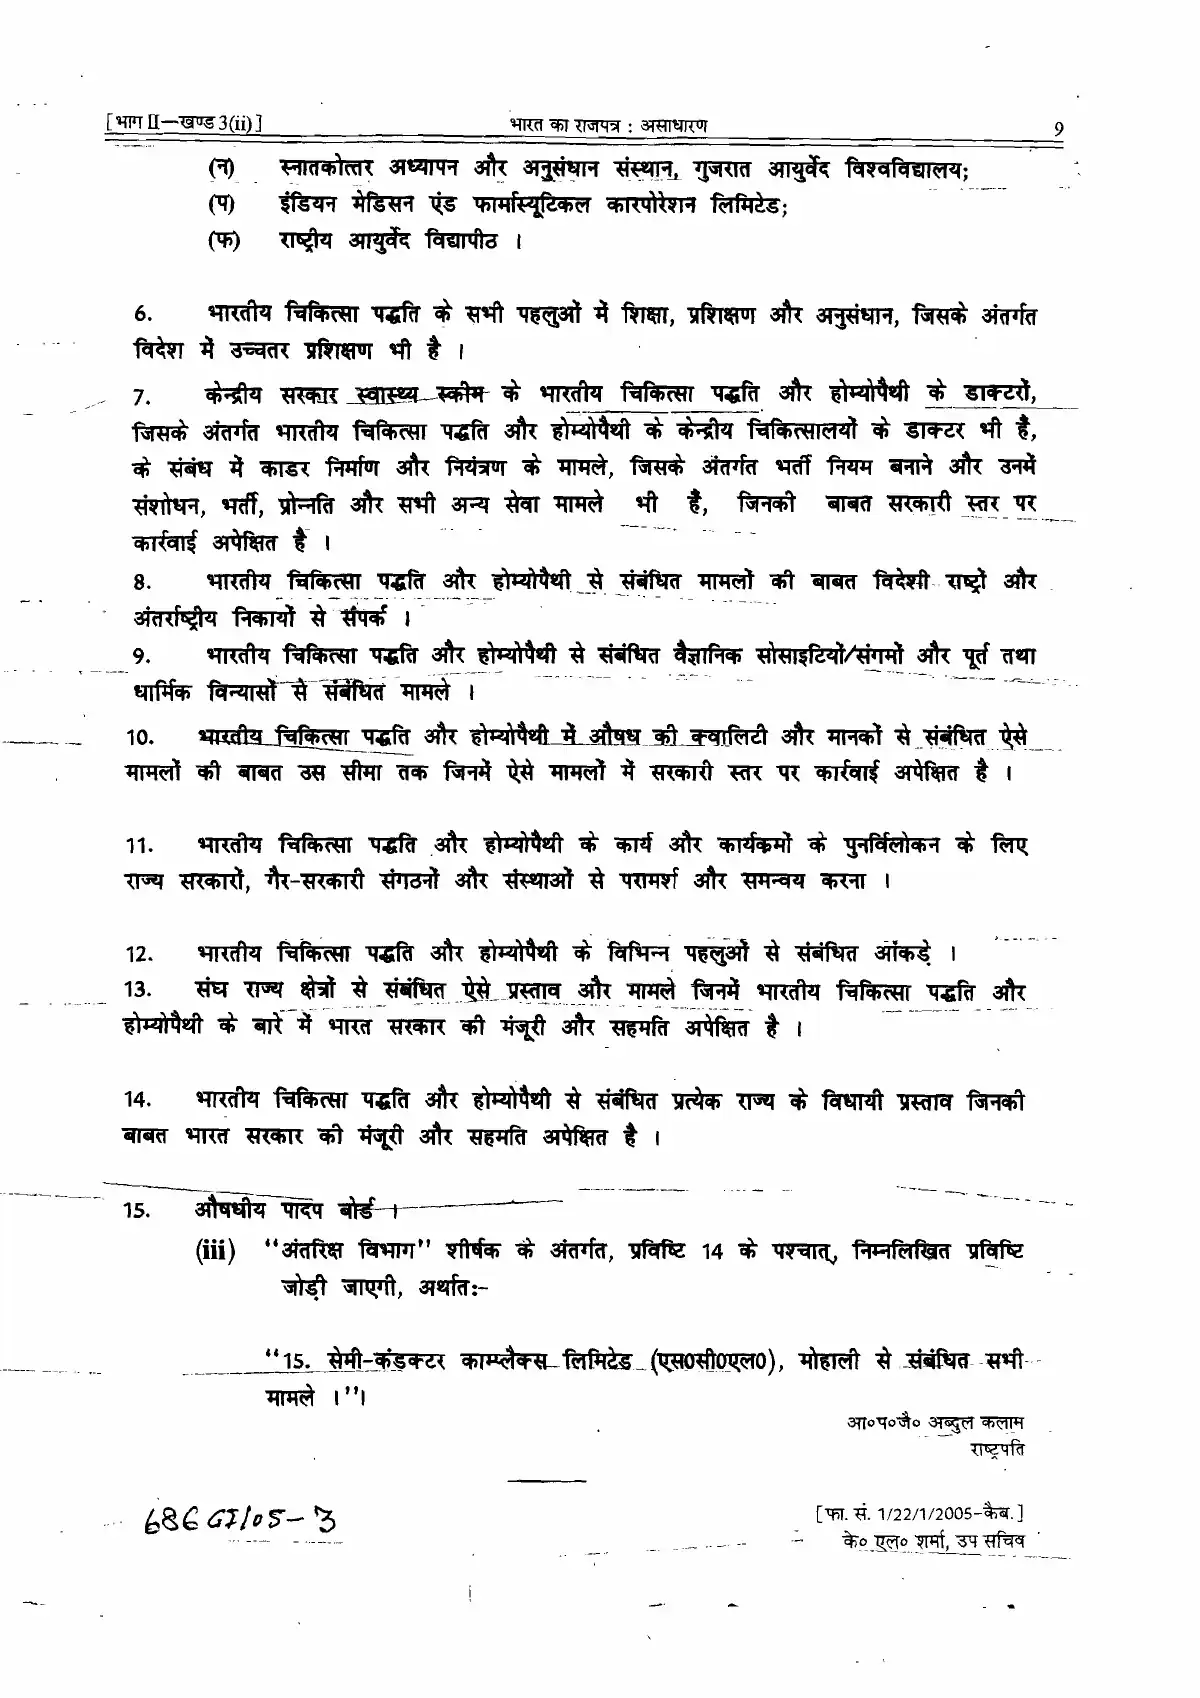 [ भाग II—खण्ड 3(ii) ]
भारत का राजपत्र : असाधारण
9
(न) स्नातकोत्तर अध्यापन और अनुसंधान संस्थान, गुजरात आयुर्वेद विश्वविद्यालय;
(प) इंडियन मेडिसन एंड फार्मास्यूटिकल कारपोरेशन लिमिटेड;
(फ) राष्ट्रीय आयुर्वेद विद्यापीठ ।
6. भारतीय चिकित्सा पद्धति के सभी पहलुओं में शिक्षा, प्रशिक्षण और अनुसंधान, जिसके अंतर्गत
विदेश में उच्चतर प्रशिक्षण भी है ।
7. केन्द्रीय सरकार स्वास्थ्य स्कीम के भारतीय चिकित्सा पद्धति और होम्योपैथी के डाक्टरों,
जिसके अंतर्गत भारतीय चिकित्सा पद्धति और होम्योपैथी के केन्द्रीय चिकित्सालयों के डाक्टर भी हैं,
के संबंध में काडर निर्माण और नियंत्रण के मामले, जिसके अंतर्गत भर्ती नियम बनाने और उनमें
संशोधन, भर्ती, प्रोन्नति और सभी अन्य सेवा मामले भी हैं, जिनकी बाबत सरकारी स्तर पर
कार्रवाई अपेक्षित है ।
8. भारतीय चिकित्सा पद्धति और होम्योपैथी से संबंधित मामलों की बाबत विदेशी राष्ट्रों और
अंतर्राष्ट्रीय निकायों से संपर्क ।
9. भारतीय चिकित्सा पद्धति और होम्योपैथी से संबंधित वैज्ञानिक सोसाइटियों/संगमों और पूर्त तथा
धार्मिक विन्यासों से संबंधित मामले ।
10. भारतीय चिकित्सा पद्धति और होम्योपैथी में औषध की क्वालिटी और मानकों से संबंधित ऐसे
मामलों की बाबत उस सीमा तक जिनमें ऐसे मामलों में सरकारी स्तर पर कार्रवाई अपेक्षित है ।
11. भारतीय चिकित्सा पद्धति और होम्योपैथी के कार्य और कार्यक्रमों के पुनर्विलोकन के लिए
राज्य सरकारों, गैर-सरकारी संगठनों और संस्थाओं से परामर्श और समन्वय करना ।
12. भारतीय चिकित्सा पद्धति और होम्योपैथी के विभिन्न पहलुओं से संबंधित आंकड़े ।
13. संघ राज्य क्षेत्रों से संबंधित ऐसे प्रस्ताव और मामले जिनमें भारतीय चिकित्सा पद्धति और
होम्योपैथी के बारे में भारत सरकार की मंजूरी और सहमति अपेक्षित है ।
14. भारतीय चिकित्सा पद्धति और होम्योपैथी से संबंधित प्रत्येक राज्य के विधायी प्रस्ताव जिनकी
बाबत भारत सरकार की मंजूरी और सहमति अपेक्षित है ।
15. औषधीय पादप बोर्ड ।
(iii) “अंतरिक्ष विभाग” शीर्षक के अंतर्गत, प्रविष्टि 14 के पश्चात्, निम्नलिखित प्रविष्टि
जोड़ी जाएगी, अर्थात:-
“15. सेमी-कंडक्टर काम्प्लैक्स लिमिटेड (एस0सी0एल0), मोहाली से संबंधित सभी
मामले ।”।
आ०प०जै० अब्दुल कलाम
राष्ट्रपति
[ फा. सं. 1/22/1/2005-कैब. ]
के० एल० शर्मा, उप सचिव
686 GI/05-3